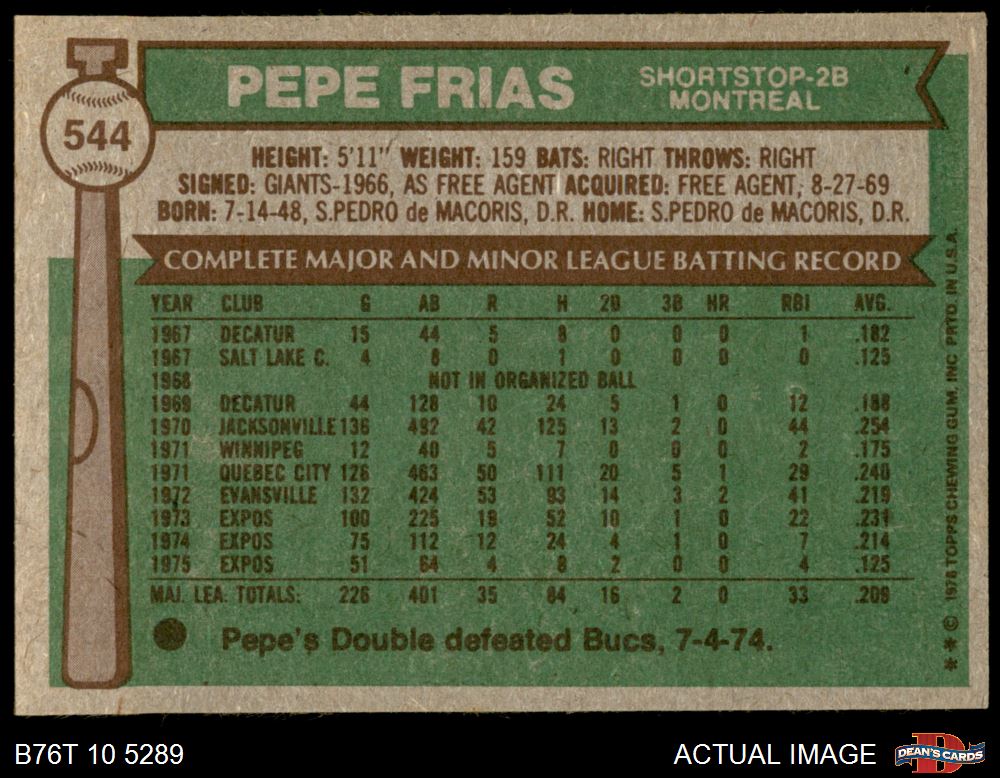 PEPE FRIAS
SHORTSTOP-2B
MONTREAL
544
HEIGHT: 5'11" WEIGHT: 159 BATS: RIGHT THROWS: RIGHT
SIGNED: GIANTS-1966, AS FREE AGENT ACQUIRED: FREE AGENT, 8-27-69
BORN: 7-14-48, S.PEDRO de MACORIS, D.R. HOME: S.PEDRO de MACORIS, D.R.
COMPLETE MAJOR AND MINOR LEAGUE BATTING RECORD
YEAR CLUB G AB R H 2B 3B HR RBI AVG.
1967 DECATUR 15 44 5 8 0 0 0 1 .182
1967 SALT LAKE C. 4 8 0 1 0 0 0 0 .125
1968 NOT IN ORGANIZED BALL
1969 DECATUR 44 128 10 24 5 1 0 12 .188
1970 JACKSONVILLE 136 492 42 125 13 2 0 44 .254
1971 WINNIPEG 12 40 5 7 0 0 0 2 .175
1971 QUEBEC CITY 126 463 50 111 20 5 1 29 .240
1972 EVANSVILLE 132 424 53 93 14 3 2 41 .219
1973 EXPOS 100 225 19 52 10 1 0 22 .231
1974 EXPOS 75 112 12 24 4 1 0 7 .214
1975 EXPOS 51 64 4 8 2 0 0 4 .125
MAJ. LEA. TOTALS: 226 401 35 84 16 2 0 33 .209
Pepe's Double defeated Bucs, 7-4-74.
* * © 1976 TOPPS CHEWING GUM, INC PRTD. IN U.S.A.
B76T 10 5289
ACTUAL IMAGE
DEAN'S CARDS